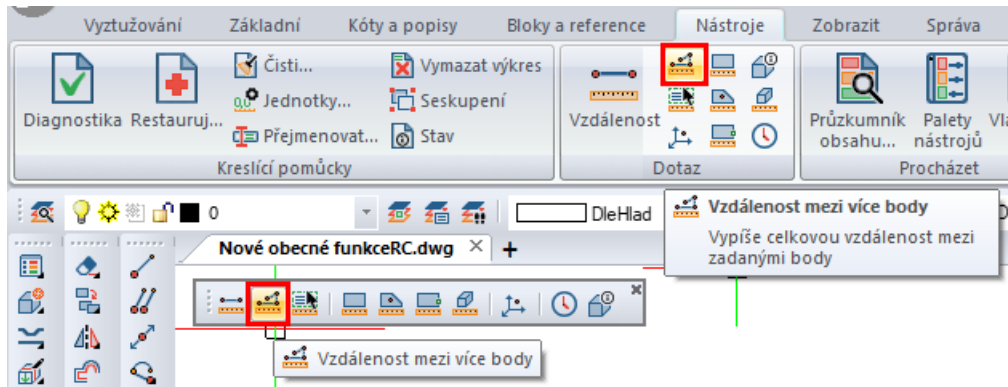 Vyztužování Základní Kóty a popisy Bloky a reference Nástroje Zobrazit Správa
Čisti... Vymazat výkres
Jednotky... Seskupení
Diagnostika Restauruj... Přejmenovat... Stav
Vzdálenost
Průzkumník obsahu...
Palety nástrojů
Kreslící pomůcky Dotaz Procházet
0 DleHlad
Vzdálenost mezi více body
Vypíše celkovou vzdálenost mezi
zadanými body
Nové obecné funkceRC.dwg
Vzdálenost mezi více body